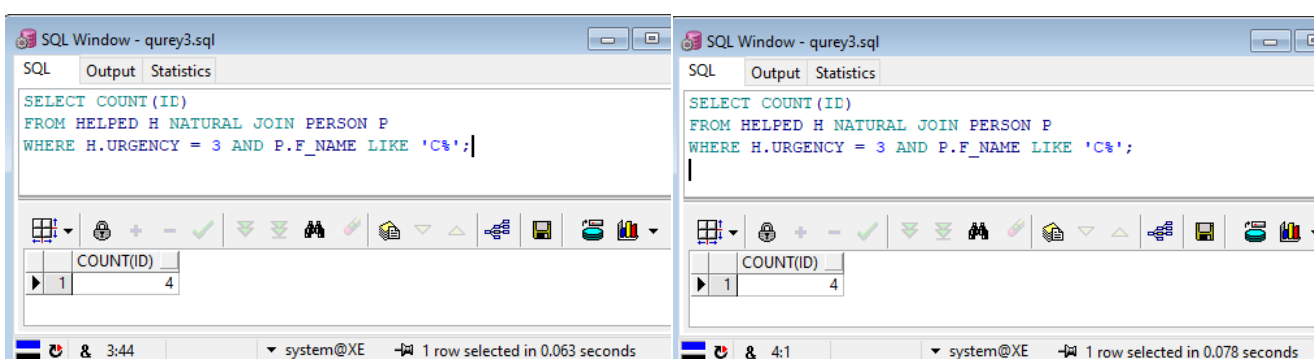 SQL Window - qurey3.sql
SQL Output Statistics
SELECT COUNT(ID)
FROM HELPED H NATURAL JOIN PERSON P
WHERE H.URGENCY = 3 AND P.F_NAME LIKE 'C%';
COUNT(ID)
1 4
& 3:44 system@XE 1 row selected in 0.063 seconds
SQL Window - qurey3.sql
SQL Output Statistics
SELECT COUNT(ID)
FROM HELPED H NATURAL JOIN PERSON P
WHERE H.URGENCY = 3 AND P.F_NAME LIKE 'C%';
COUNT(ID)
1 4
& 4:1 system@XE 1 row selected in 0.078 seconds